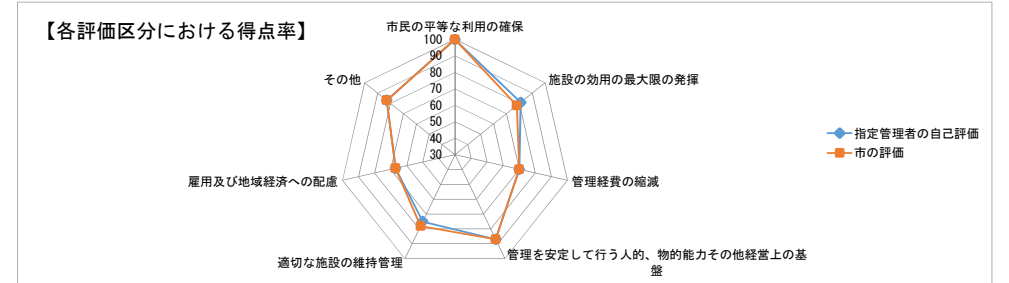 【各評価区分における得点率】
市民の平等な利用の確保
100
90
80
70
60
50
40
30
施設の効用の最大限の発揮
管理経費の縮減
管理を安定して行う人的、物的能力その他経営上の基
盤
適切な施設の維持管理
雇用及び地域経済への配慮
その他
指定管理者の自己評価
市の評価